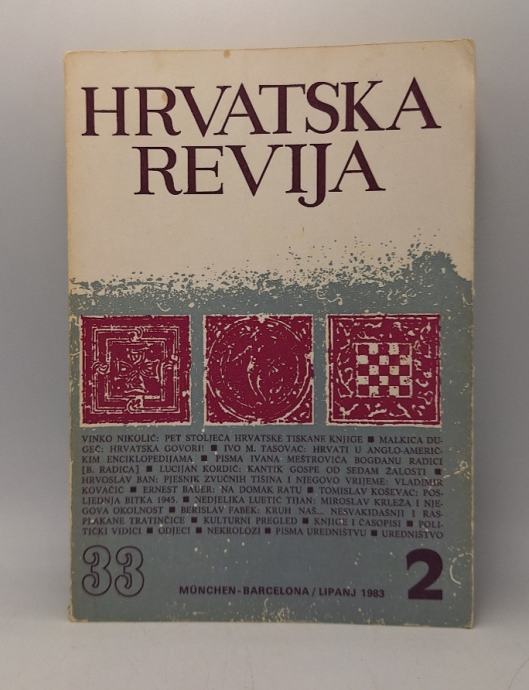 HRVATSKA
REVIJA
VINKO NIKOLIĆ: PET STOLJEĆA HRVATSKE TISKANE KNJIGE ■ MALKICA DU-
GEČ: HRVATSKA GOVORI! ■ IVO M. TASOVAC: HRVATI U ANGLO-AMERIČ-
KIM ENCIKLOPEDIJAMA ■ PISMA IVANA MEŠTROVIĆA BOGDANU RADICI
[B. RADICA] ■ LUCIJAN KORDIĆ: KANTIK GOSPE OD SEDAM ŽALOSTI ■
HRVOSLAV BAN: PJESNIK ZVUČNIH TIŠINA I NJEGOVO VRIJEME: VLADIMIR
KOVAČIĆ ■ ERNEST BAUER: NA DOMAK RATU ■ TOMISLAV KOŠEVAC: POS-
LJEDNJA BITKA 1945. ■ NEDJELJKA LUETIĆ TIJAN: MIROSLAV KRLEŽA I NJE-
GOVA OKOLNOST ■ BERISLAV FABEK: KRUH NAŠ... NESVAKIDAŠNJI I RAS-
PLAKANE TRATINČICE ■ KULTURNI PREGLED ■ KNJIGE I ČASOPISI ■ POLI-
TIČKI VIDICI ■ ODJECI ■ NEKROLOZI ■ PISMA UREDNIŠTVU ■ UREDNIŠTVO
33 MÜNCHEN-BARCELONA/LIPANJ 1983 2